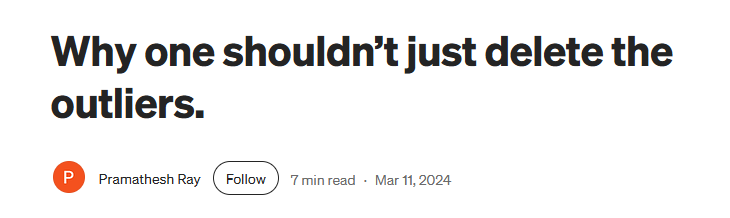 Why one shouldn’t just delete the
outliers.
P Pramathesh Ray Follow 7 min read · Mar 11, 2024